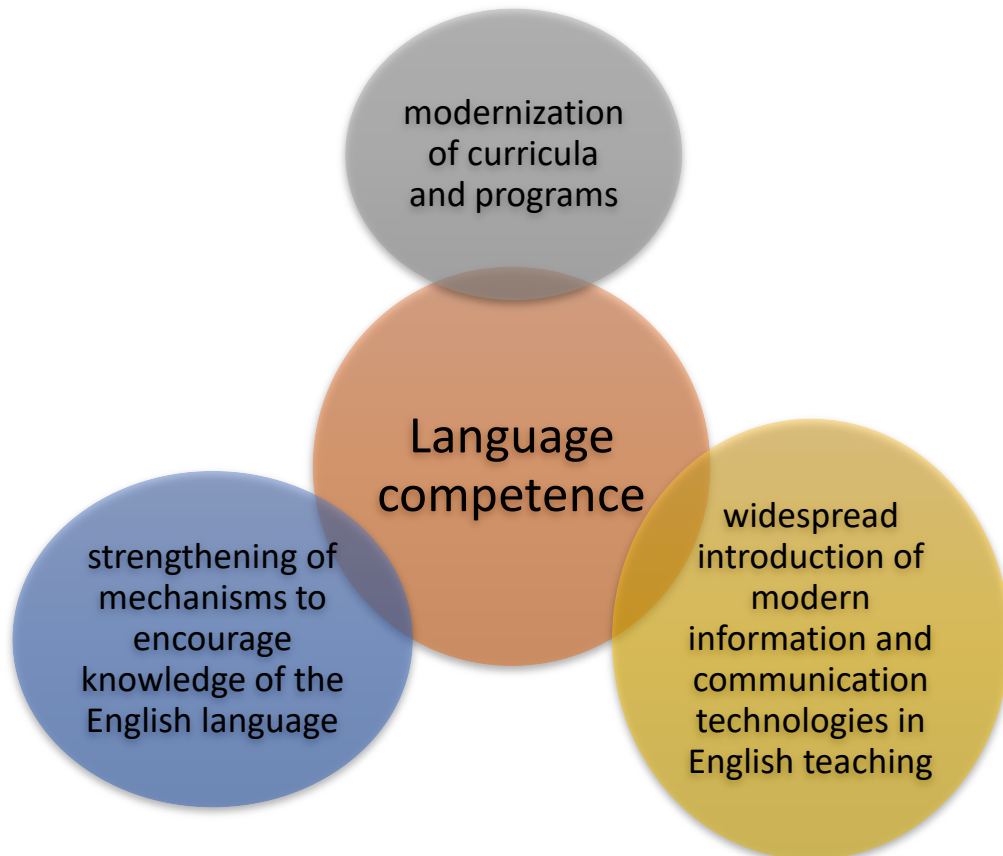 modernization
of curricula
and programs
Language
competence
strengthening of
mechanisms to
encourage
knowledge of the
English language
widespread
introduction of
modern
information and
communication
technologies in
English teaching